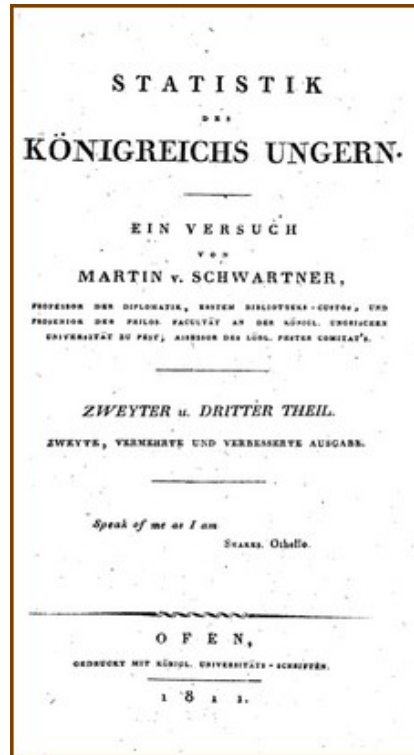 STATISTIK
DES
KÖNIGREICHS UNGERN.
EIN VERSUCH
VON
MARTIN v. SCHWARTNER,
PROFESSOR DER DIPLOMATIK, ERSTEM BIBLIOTHEKS-CUSTOS, UND
PROSENIOR DER PHILOS. FACULTÄT AN DER KÖNIGL. UNGRISCHEN
UNIVERSITÄT ZU PEST, ASSESSOR DES LÖBL. PESTER COMITAT'S.
ZWEYTER u. DRITTER THEIL.
ZWEYTE, VERMEHRTE UND VERBESSERTE AUSGABE.
Speak of me as I am
SHAKES. Othello.
OFEN,
GEDRUCKT MIT KÖNIGL. UNIVERSITÄTS-SCHRIFTEN.
1811.